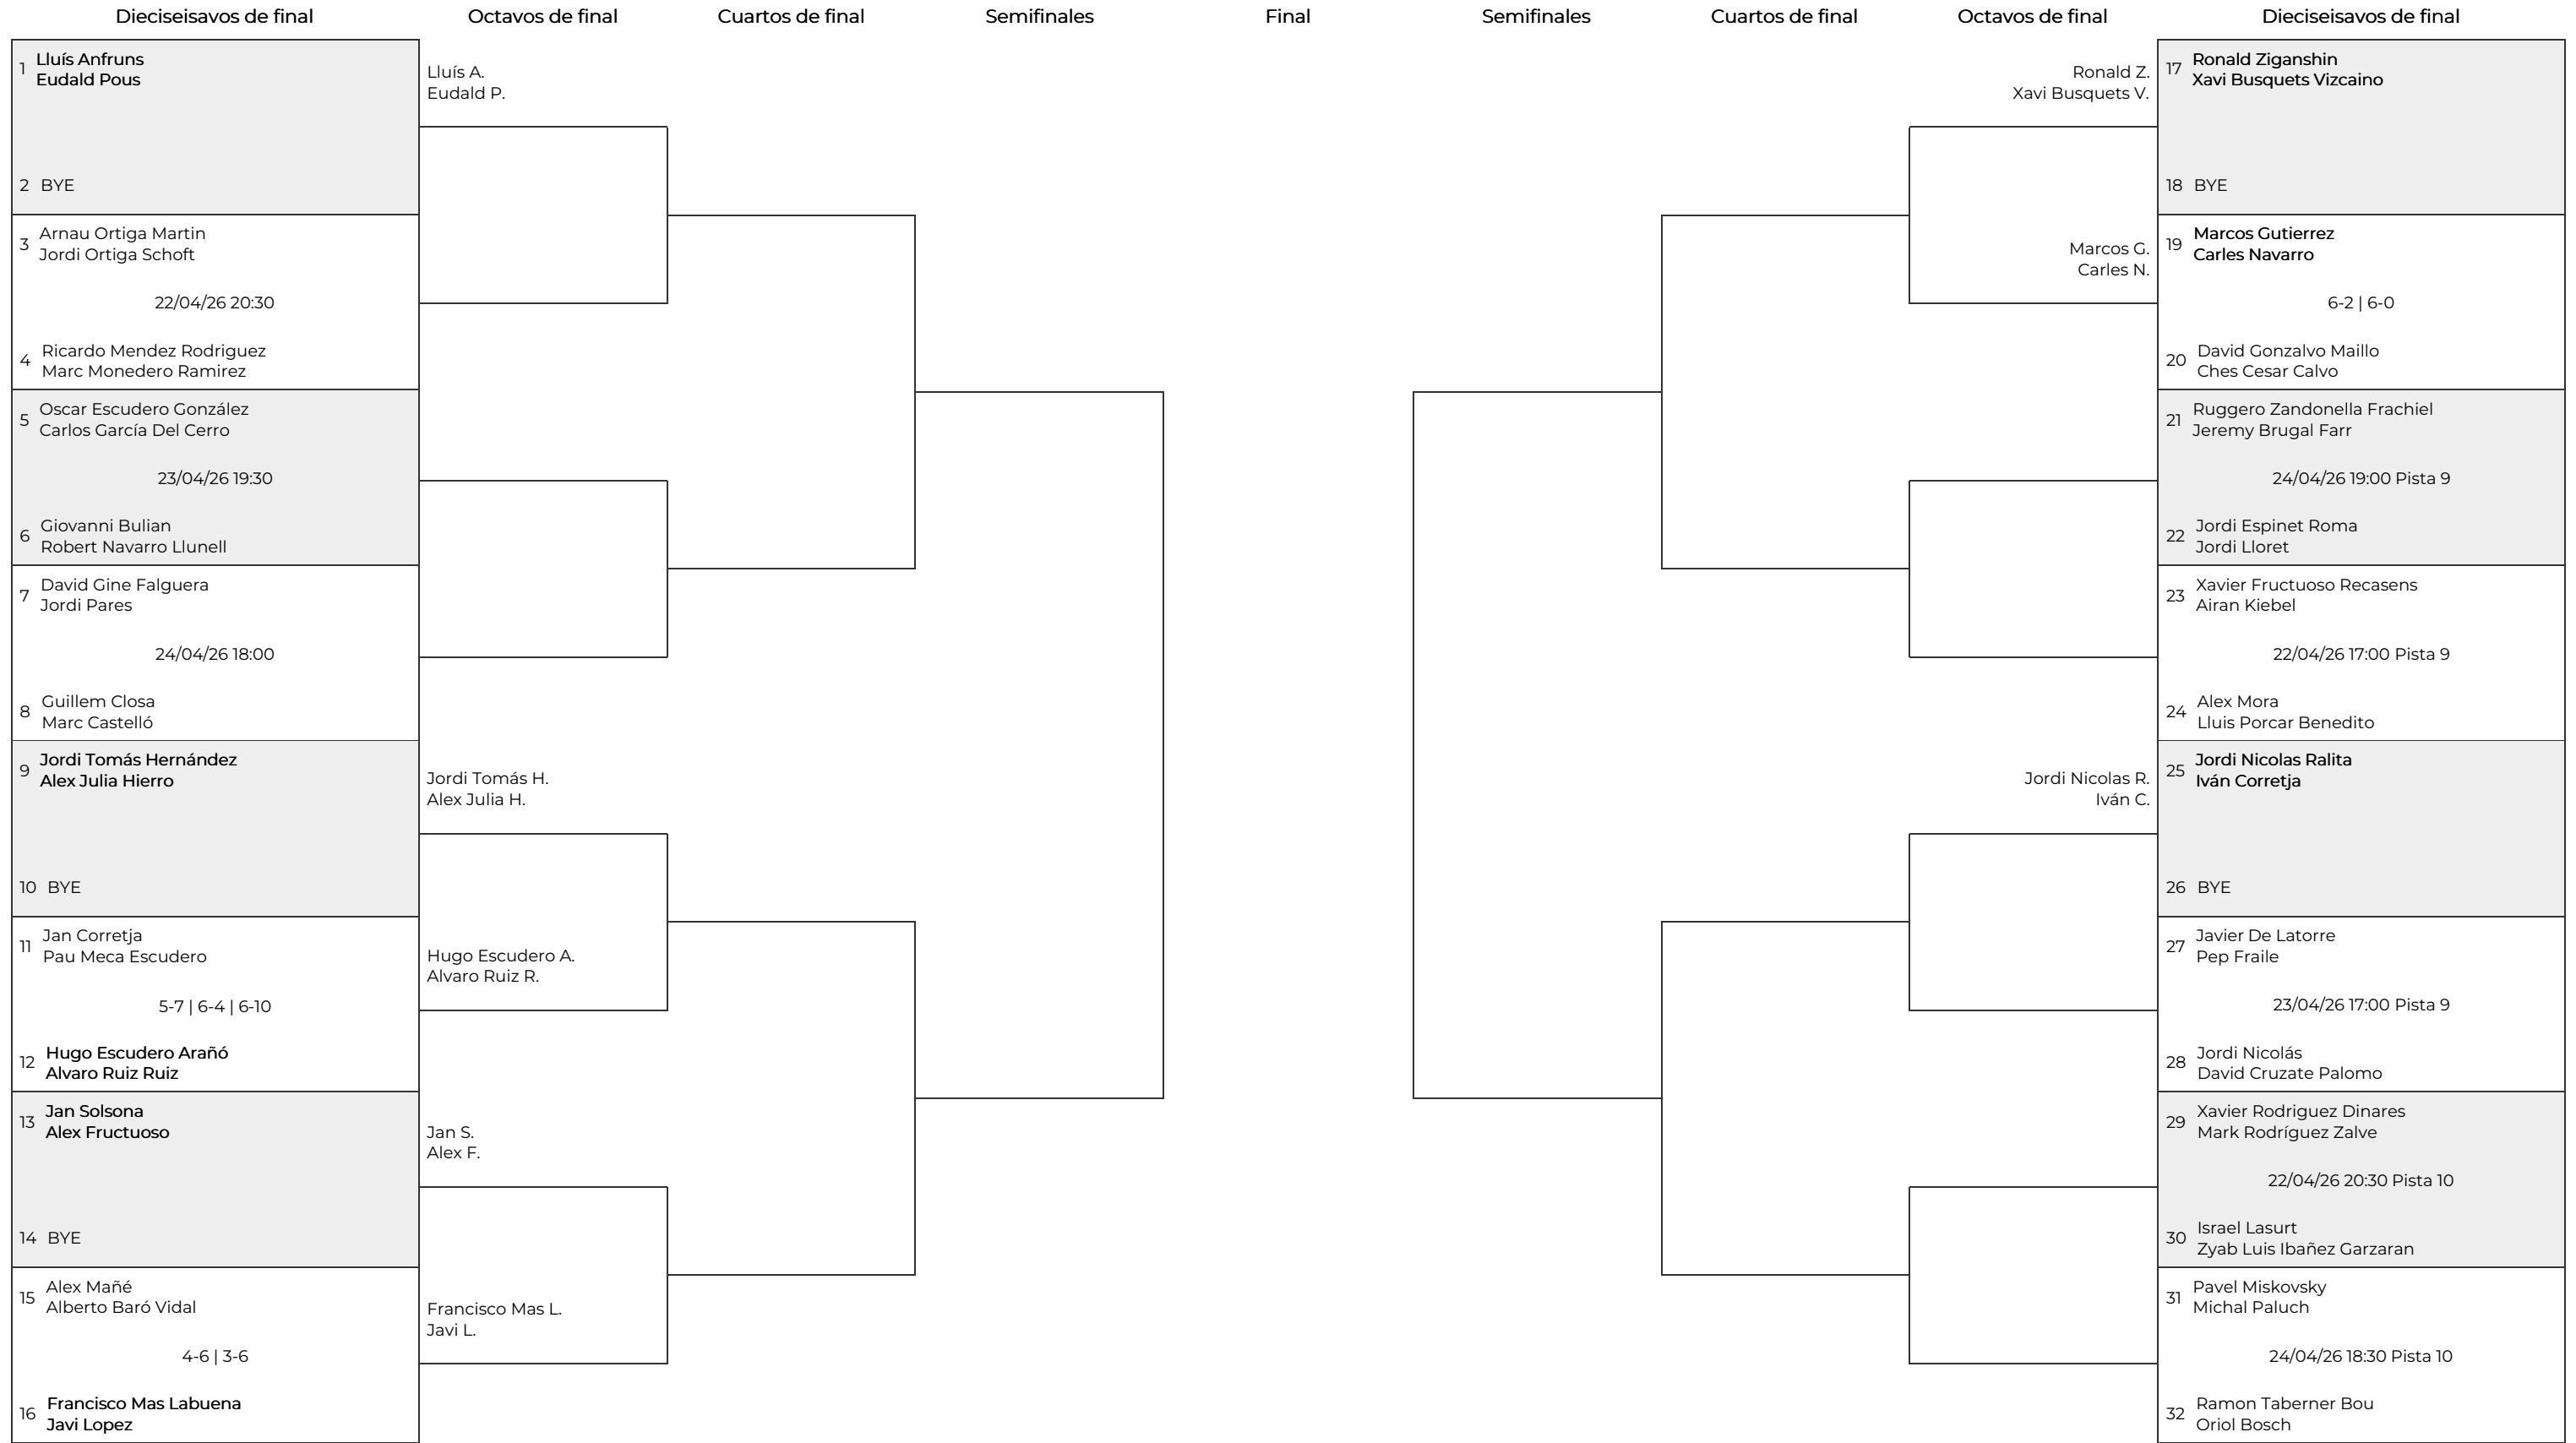 Dieciseisavos de final
Octavos de final
Cuartos de final
Semifinales
Final
Semifinales
Cuartos de final
Octavos de final
Dieciseisavos de final
1
Lluís Anfruns
Eudald Pous
2 BYE
3
Arnau Ortiga Martin
Jordi Ortiga Schoft
22/04/26 20:30
4
Ricardo Mendez Rodriguez
Marc Monedero Ramirez
5
Oscar Escudero González
Carlos García Del Cerro
23/04/26 19:30
6
Giovanni Bulian
Robert Navarro Llunell
7
David Gine Falguera
Jordi Pares
24/04/26 18:00
8
Guillem Closa
Marc Castelló
9
Jordi Tomás Hernández
Alex Julia Hierro
10 BYE
11
Jan Corretja
Pau Meca Escudero
5-7 | 6-4 | 6-10
12
Hugo Escudero Arañó
Alvaro Ruiz Ruiz
13
Jan Solsona
Alex Fructuoso
14 BYE
15
Alex Mañé
Alberto Baró Vidal
4-6 | 3-6
16
Francisco Mas Labuena
Javi Lopez
Lluís A.
Eudald P.
Jordi Tomás H.
Alex Julia H.
Hugo Escudero A.
Alvaro Ruiz R.
Jan S.
Alex F.
Francisco Mas L.
Javi L.
Ronald Z.
Xavi Busquets V.
Marcos G.
Carles N.
Jordi Nicolas R.
Iván C.
17
Ronald Ziganshin
Xavi Busquets Vizcaino
18 BYE
19
Marcos Gutierrez
Carles Navarro
6-2 | 6-0
20
David Gonzalvo Maillo
Ches Cesar Calvo
21
Ruggero Zandonella Frachiel
Jeremy Brugal Farr
24/04/26 19:00 Pista 9
22
Jordi Espinet Roma
Jordi Lloret
23
Xavier Fructuoso Recasens
Airan Kiebel
22/04/26 17:00 Pista 9
24
Alex Mora
Lluis Porcar Benedito
25
Jordi Nicolas Ralita
Iván Corretja
26 BYE
27
Javier De Latorre
Pep Fraile
23/04/26 17:00 Pista 9
28
Jordi Nicolás
David Cruzate Palomo
29
Xavier Rodriguez Dinares
Mark Rodríguez Zalve
22/04/26 20:30 Pista 10
30
Israel Lasurt
Zyab Luis Ibañez Garzaran
31
Pavel Miskovsky
Michal Paluch
24/04/26 18:30 Pista 10
32
Ramon Taberner Bou
Oriol Bosch